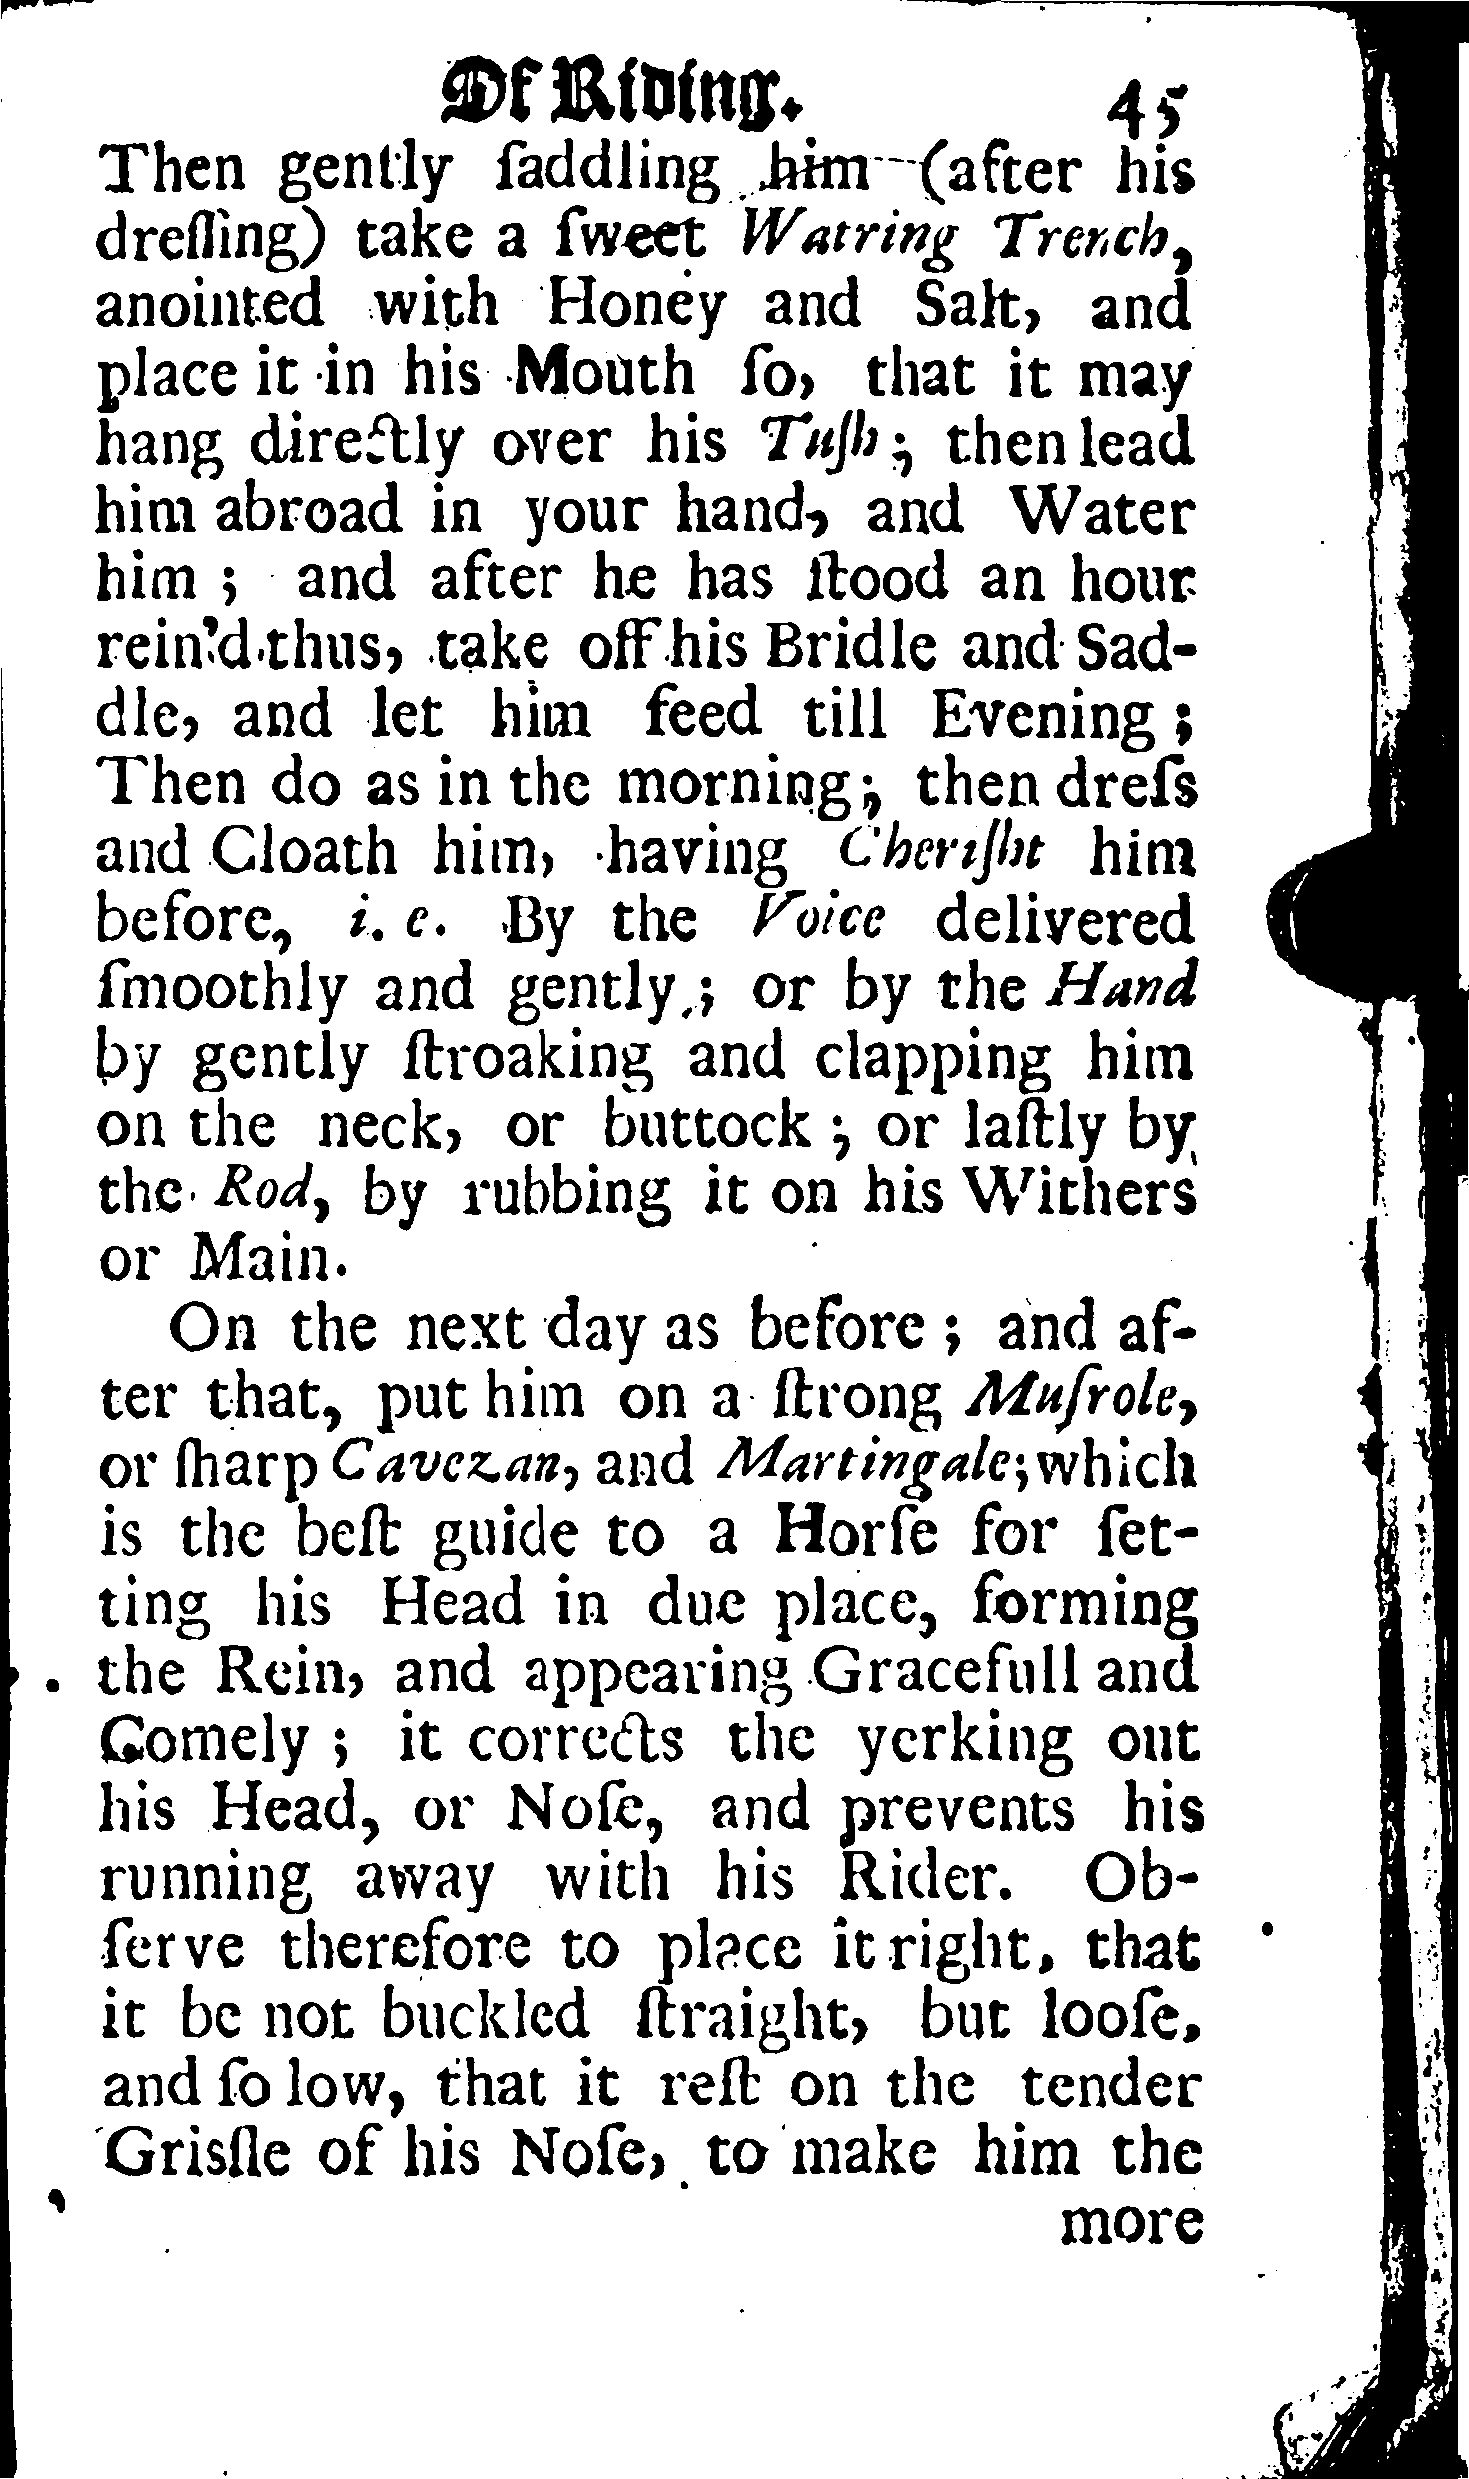 Of Riding. 45
Then gently ſaddling him (after his
dreſſing) take a ſweet Watring Trench,
anointed with Honey and Salt, and
place it in his Mouth ſo, that it may
hang directly over his Tuſh; then lead
him abroad in your hand, and Water
him ; and after he has ſtood an hour
rein'd thus, take off his Bridle and Sad-
dle, and let him feed till Evening ;
Then do as in the morning; then dreſs
and Cloath him, having Cheriſht him
before, i. e. By the Voice delivered
ſmoothly and gently ; or by the Hand
by gently ſtroaking and clapping him
on the neck, or buttock ; or laſtly by
the Rod, by rubbing it on his Withers
or Main.
On the next day as before ; and af-
ter that, put him on a ſtrong Muſrole,
or ſharp Cavezan, and Martingale; which
is the beſt guide to a Horſe for ſet-
ting his Head in due place, forming
the Rein, and appearing Gracefull and
Comely ; it corrects the yerking out
his Head, or Noſe, and prevents his
running away with his Rider. Ob-
ſerve therefore to place it right, that
it be not buckled ſtraight, but looſe,
and ſo low, that it reſt on the tender
Grisſle of his Noſe, to make him the
more